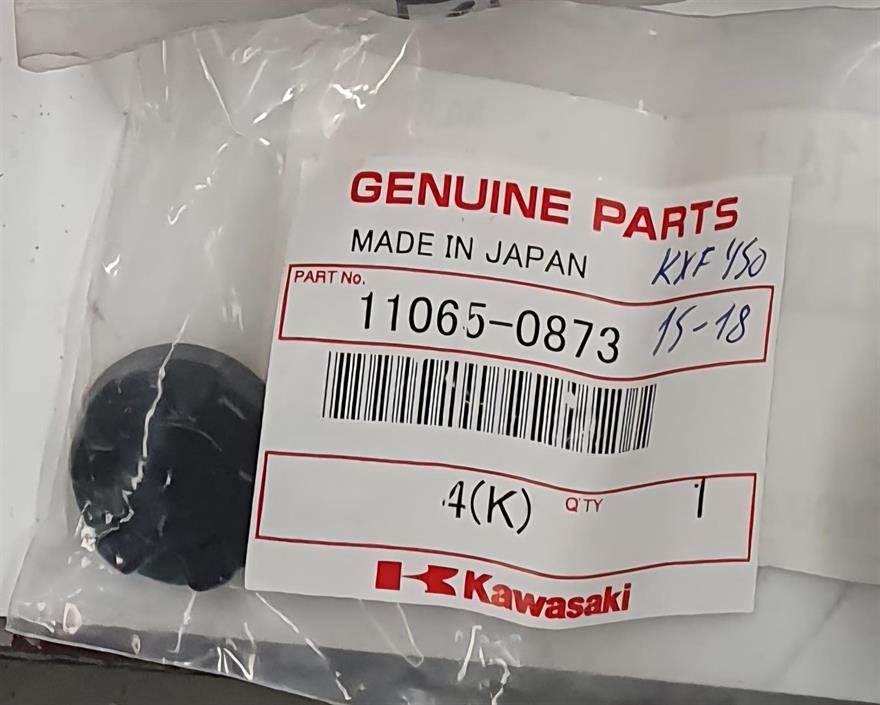 GENUINE PARTS
MADE IN JAPAN
KXF 450
PART No.
11065-0873
15-18
4(K) Q'TY 1
Kawasaki